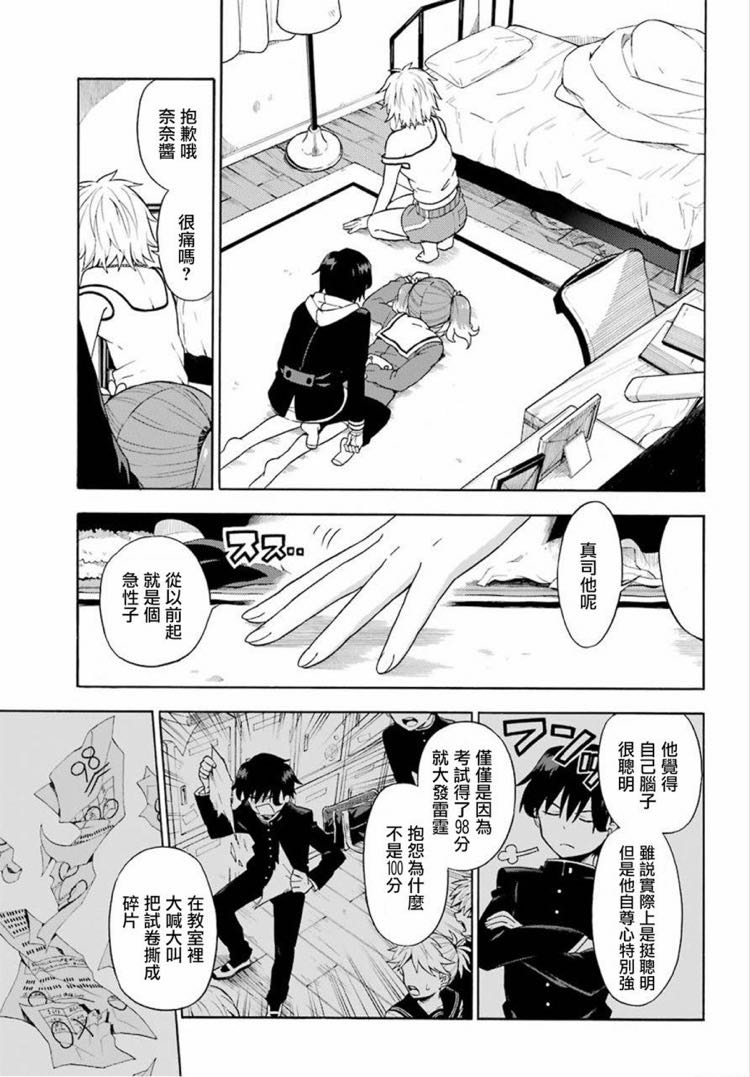 抱歉哦
奈奈醬
很痛嗎?
真司他呢
スス..
從以前起
就是個
急性子
他覺得
自己腦子
很聰明
雖說實際上是挺聰明
但是他自尊心特別強
フンッ
僅僅是因為
考試得了98分
就大發雷霆
抱怨為什麼
不是100分
在教室裡
大喊大叫
把試卷撕成
碎片
98